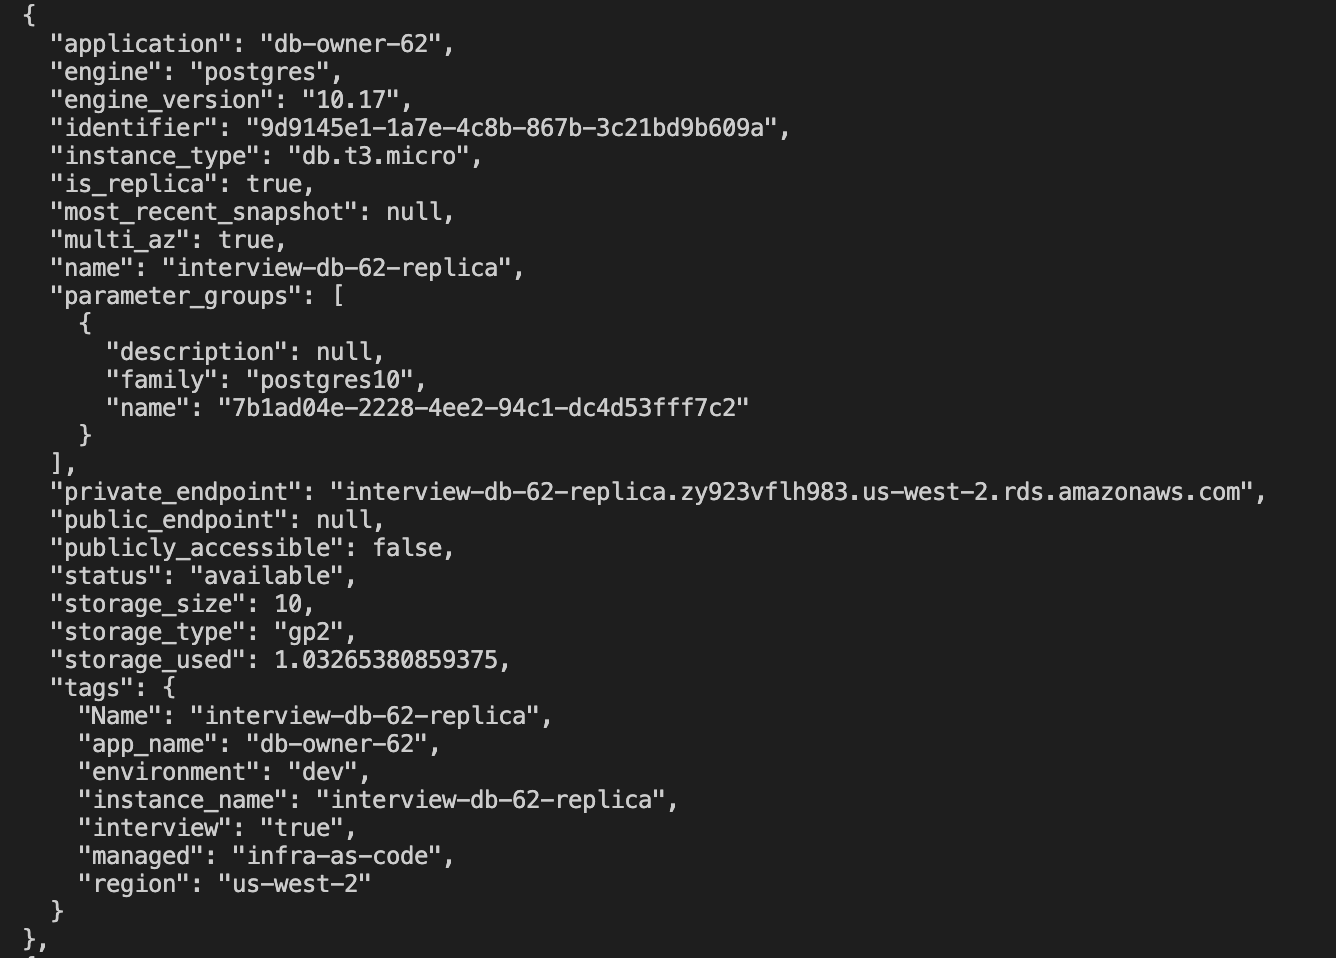 {
  "application": "db-owner-62",
  "engine": "postgres",
  "engine_version": "10.17",
  "identifier": "9d9145e1-1a7e-4c8b-867b-3c21bd9b609a",
  "instance_type": "db.t3.micro",
  "is_replica": true,
  "most_recent_snapshot": null,
  "multi_az": true,
  "name": "interview-db-62-replica",
  "parameter_groups": [
    {
      "description": null,
      "family": "postgres10",
      "name": "7b1ad04e-2228-4ee2-94c1-dc4d53fff7c2"
    }
  ],
  "private_endpoint": "interview-db-62-replica.zy923vflh983.us-west-2.rds.amazonaws.com",
  "public_endpoint": null,
  "publicly_accessible": false,
  "status": "available",
  "storage_size": 10,
  "storage_type": "gp2",
  "storage_used": 1.03265380859375,
  "tags": {
    "Name": "interview-db-62-replica",
    "app_name": "db-owner-62",
    "environment": "dev",
    "instance_name": "interview-db-62-replica",
    "interview": "true",
    "managed": "infra-as-code",
    "region": "us-west-2"
  }
},